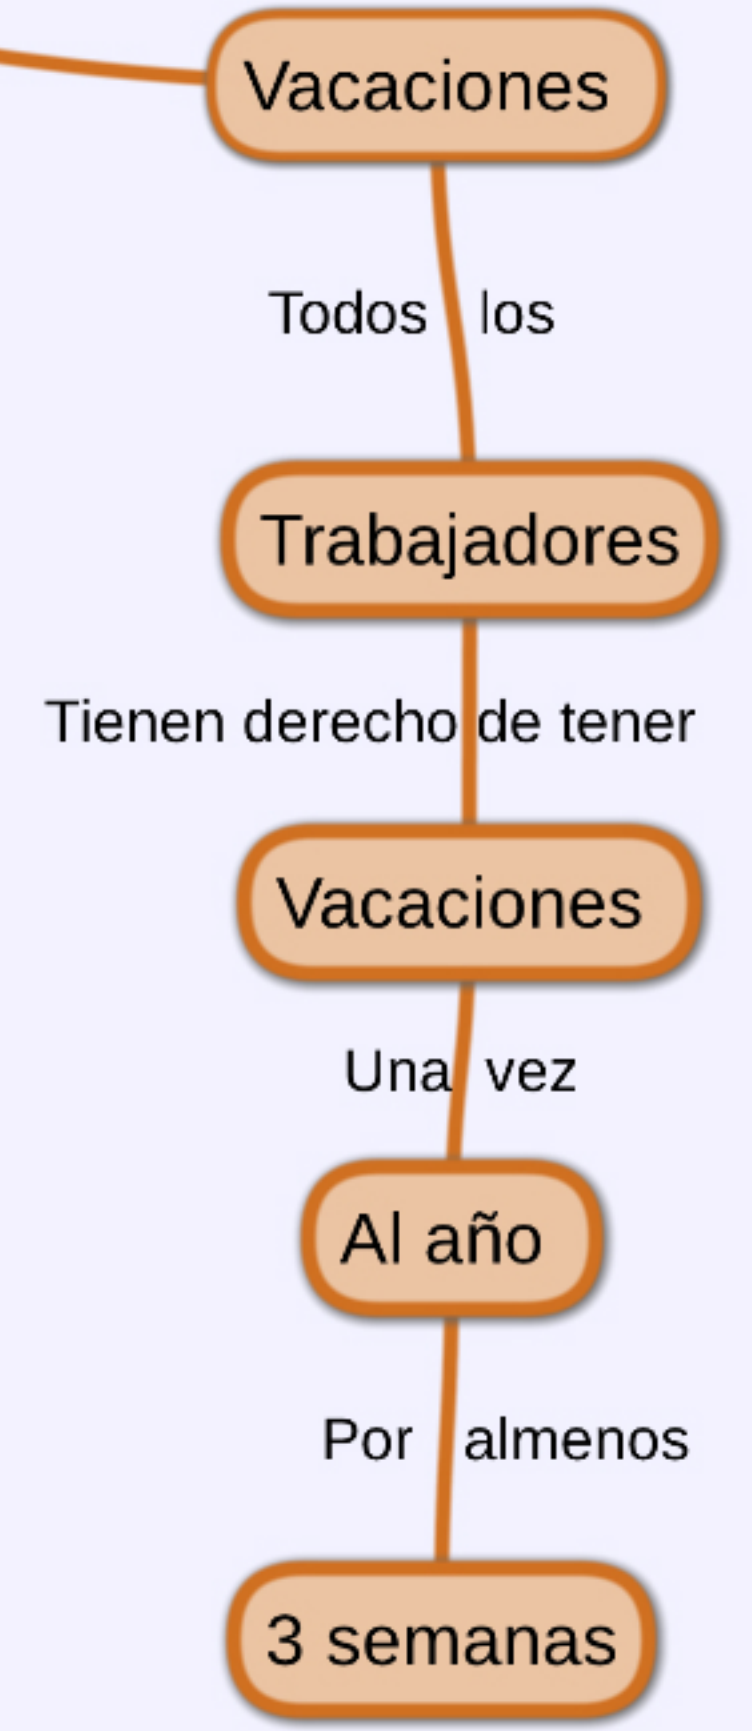 Vacaciones
Todos los
Trabajadores
Tienen derecho de tener
Vacaciones
Una vez
Al año
Por almenos
3 semanas